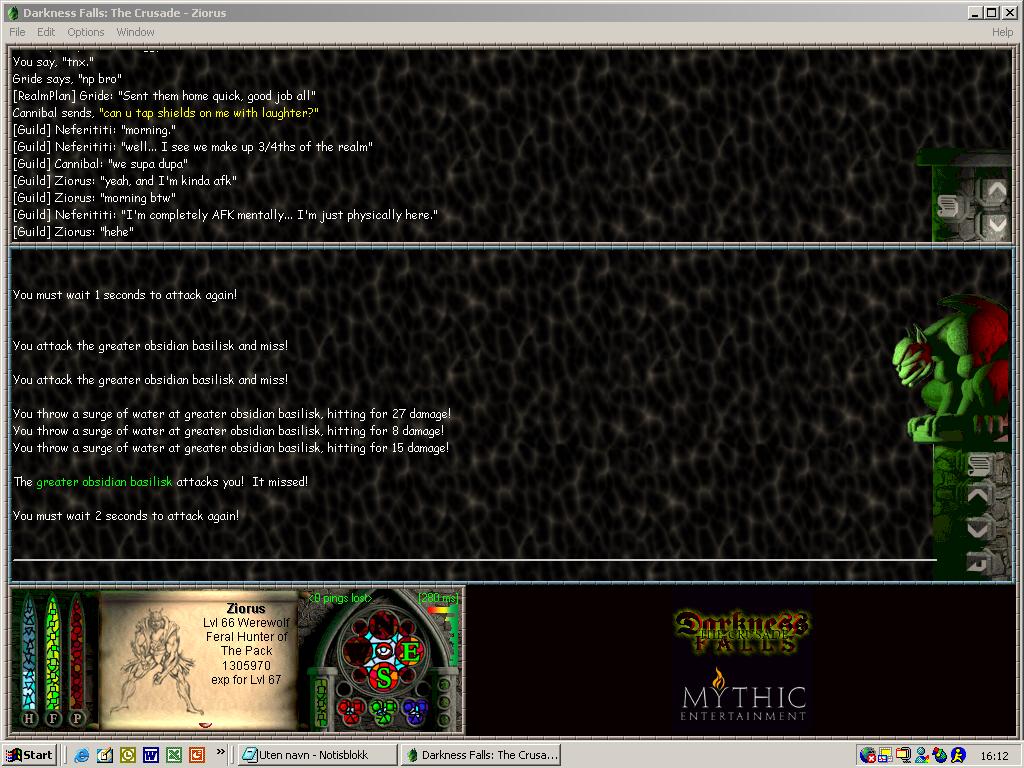 Darkness Falls: The Crusade - Ziorus
File Edit Options Window Help
You say, "tnx."
Gride says, "np bro"
[RealmPlan] Gride: "Sent them home quick, good job all"
Cannibal sends, "can u tap shields on me with laughter?"
[Guild] Neferititi: "morning."
[Guild] Neferititi: "well... I see we make up 3/4ths of the realm"
[Guild] Cannibal: "we supa dupa"
[Guild] Ziorus: "yeah, and I'm kinda afk"
[Guild] Ziorus: "morning btw"
[Guild] Neferititi: "I'm completely AFK mentally... I'm just physically here."
[Guild] Ziorus: "hehe"
You must wait 1 seconds to attack again!
You attack the greater obsidian basilisk and miss!
You attack the greater obsidian basilisk and miss!
You throw a surge of water at greater obsidian basilisk, hitting for 27 damage!
You throw a surge of water at greater obsidian basilisk, hitting for 8 damage!
You throw a surge of water at greater obsidian basilisk, hitting for 15 damage!
The greater obsidian basilisk attacks you! It missed!
You must wait 2 seconds to attack again!
H F P
Ziorus
Lvl 66 Werewolf
Feral Hunter of
The Pack
1305970
exp for Lvl 67
<0 pings lost> [280 ms]
N
E
S
Darkness
THE CRUSADE
FALLS
MYTHIC
ENTERTAINMENT
Start
Uten navn - Notisblokk
Darkness Falls: The Crusa...
16:12